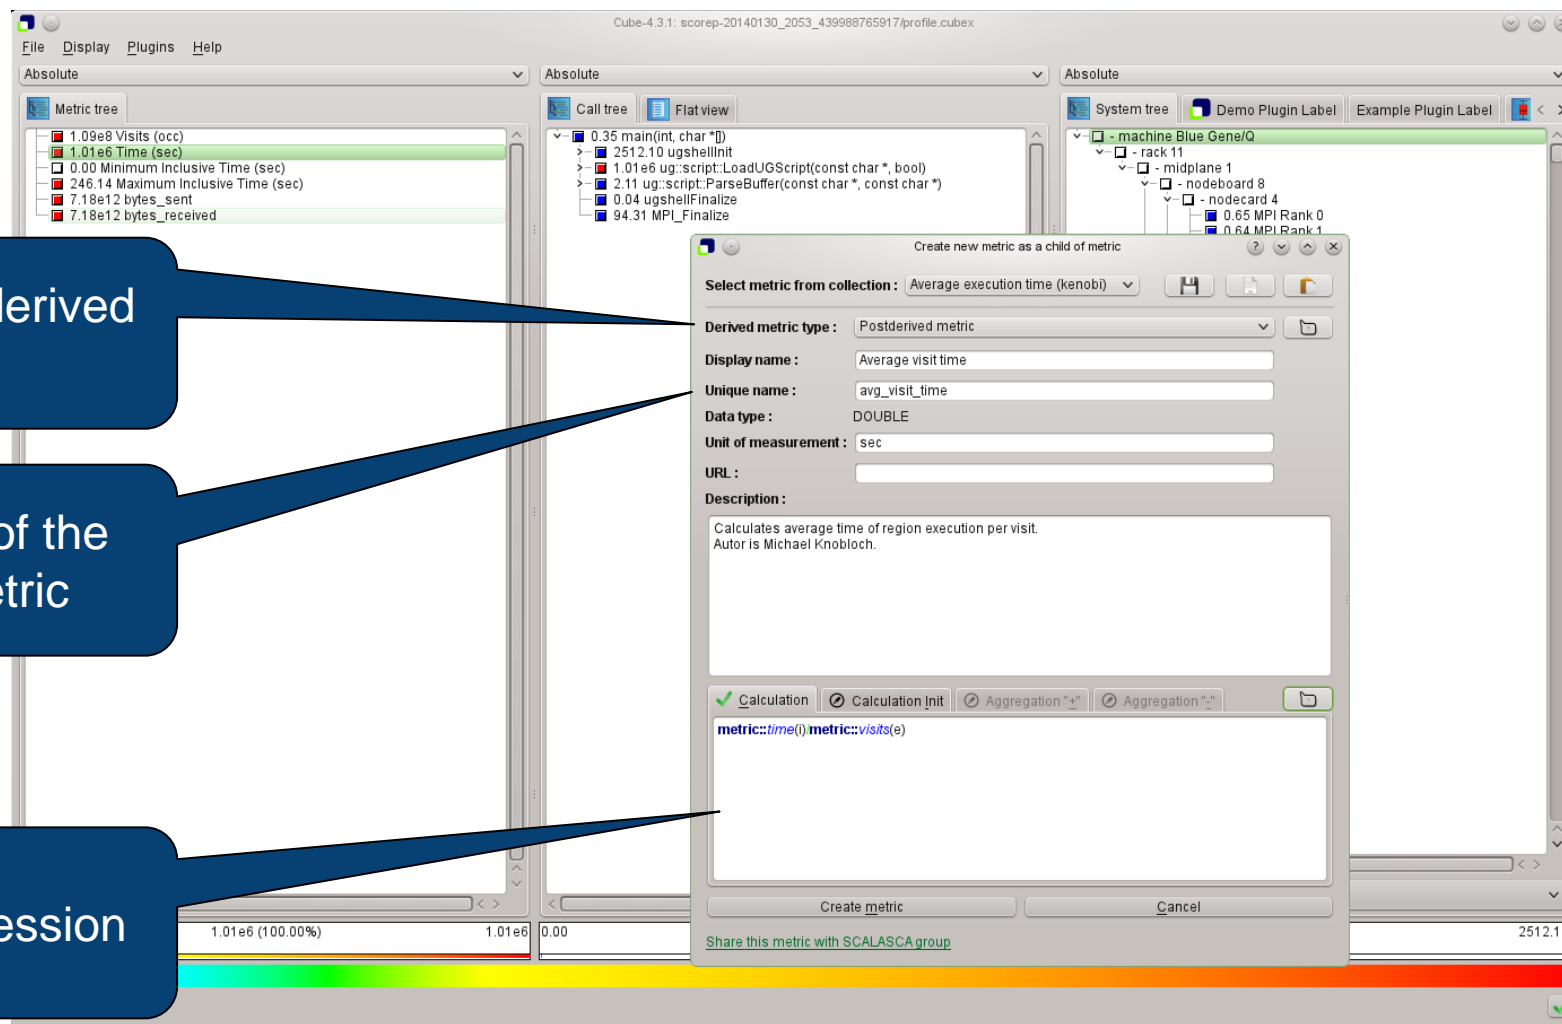 Cube-4.3.1: scorep-20140130_2053_439988765917/profile.cubex
File Display Plugins Help
Absolute
Absolute
Absolute
Metric tree
Call tree
Flat view
System tree
Demo Plugin Label
Example Plugin Label
1.09e8 Visits (occ)
1.01e6 Time (sec)
0.00 Minimum Inclusive Time (sec)
246.14 Maximum Inclusive Time (sec)
7.18e12 bytes_sent
7.18e12 bytes_received
0.35 main(int, char *[])
2512.10 ugshellInit
1.01e6 ug::script::LoadUGScript(const char *, bool)
2.11 ug::script::ParseBuffer(const char *, const char *)
0.04 ugshellFinalize
94.31 MPI_Finalize
- machine Blue Gene/Q
- rack 11
- midplane 1
- nodeboard 8
- nodecard 4
0.65 MPI Rank 0
0.64 MPI Rank 1
Create new metric as a child of metric
Select metric from collection : Average execution time (kenobi)
Derived metric type : Postderived metric
Display name : Average visit time
Unique name : avg_visit_time
Data type : DOUBLE
Unit of measurement : sec
URL :
Description :
Calculates average time of region execution per visit.
Autor is Michael Knobloch.
Calculation
Calculation Init
Aggregation "+"
Aggregation "-"
metric::time(i)/metric::visits(e)
Create metric
Cancel
Share this metric with SCALASCA group
of the
1.01e6 (100.00%)
1.01e6
0.00